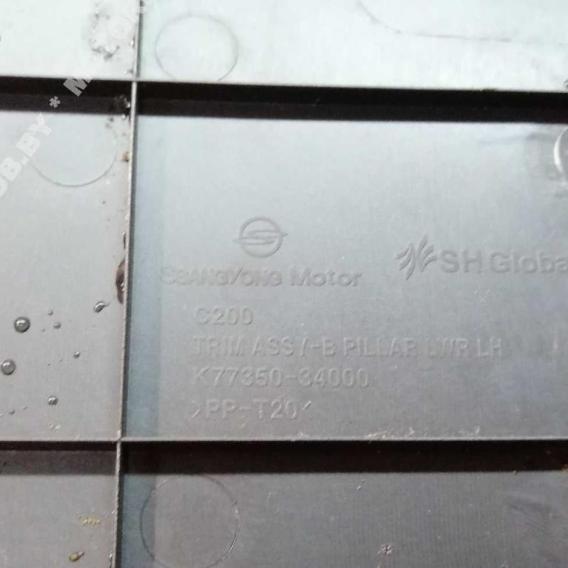 SSANGYONG Motor
SH Globa
C200
TRIM ASSY-B PILLAR LWR LH
K77350-34000
>PP-T20<